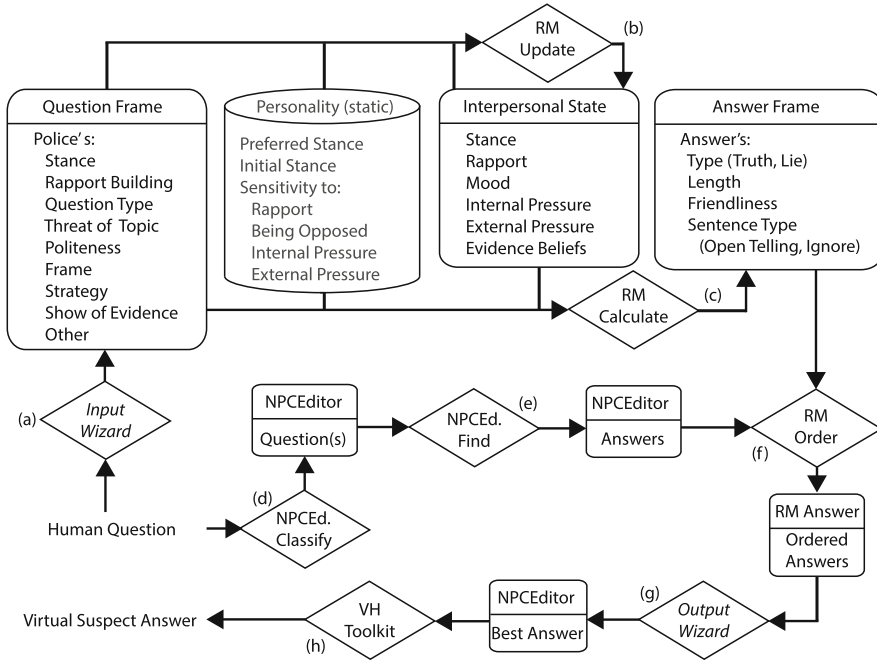 RM
Update
(b)
Question Frame
Police's:
Stance
Rapport Building
Question Type
Threat of Topic
Politeness
Frame
Strategy
Show of Evidence
Other
Personality (static)
Preferred Stance
Initial Stance
Sensitivity to:
Rapport
Being Opposed
Internal Pressure
External Pressure
Interpersonal State
Stance
Rapport
Mood
Internal Pressure
External Pressure
Evidence Beliefs
Answer Frame
Answer's:
Type (Truth, Lie)
Length
Friendliness
Sentence Type
(Open Telling, Ignore)
RM
Calculate
(c)
(a)
Input
Wizard
NPCEditor
Question(s)
NPCEd.
Find
(e)
NPCEditor
Answers
RM
Order
(f)
Human Question
(d)
NPCEd.
Classify
RM Answer
Ordered
Answers
Virtual Suspect Answer
VH
Toolkit
(h)
NPCEditor
Best Answer
(g)
Output
Wizard